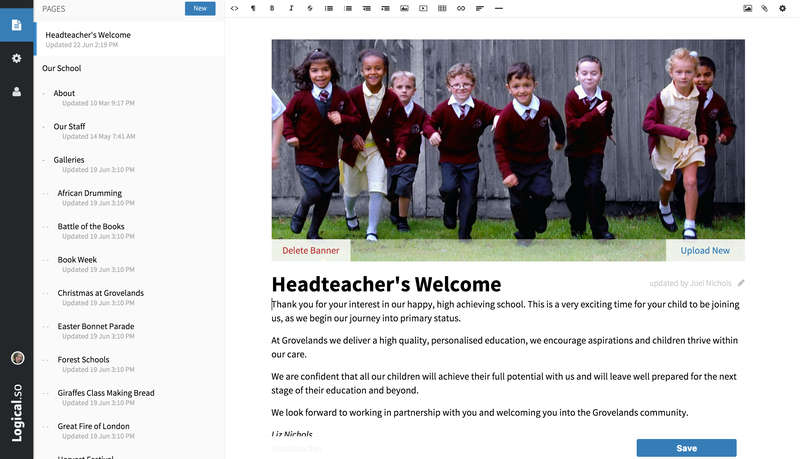 PAGES
New
Headteacher's Welcome
Updated 22 Jun 2:19 PM
Our School
- About
Updated 10 Mar 9:17 PM
- Our Staff
Updated 14 May 7:41 AM
- Galleries
Updated 19 Jun 3:10 PM
- - African Drumming
Updated 19 Jun 3:10 PM
- - Battle of the Books
Updated 19 Jun 3:10 PM
- - Book Week
Updated 19 Jun 3:10 PM
- - Christmas at Grovelands
Updated 19 Jun 3:10 PM
- - Easter Bonnet Parade
Updated 19 Jun 3:10 PM
- - Forest Schools
Updated 19 Jun 3:10 PM
- - Giraffes Class Making Bread
Updated 19 Jun 3:10 PM
- - Great Fire of London
Updated 19 Jun 3:10 PM
Harvest Festival
Logical.so
<> ¶ B I S
Delete Banner
Upload New
Headteacher's Welcome
updated by Joel Nichols
Thank you for your interest in our happy, high achieving school. This is a very exciting time for your child to be joining
us, as we begin our journey into primary status.
At Grovelands we deliver a high quality, personalised education, we encourage aspirations and children thrive within
our care.
We are confident that all our children will achieve their full potential with us and will leave well prepared for the next
stage of their education and beyond.
We look forward to working in partnership with you and welcoming you into the Grovelands community.
Liz Nichols
Save